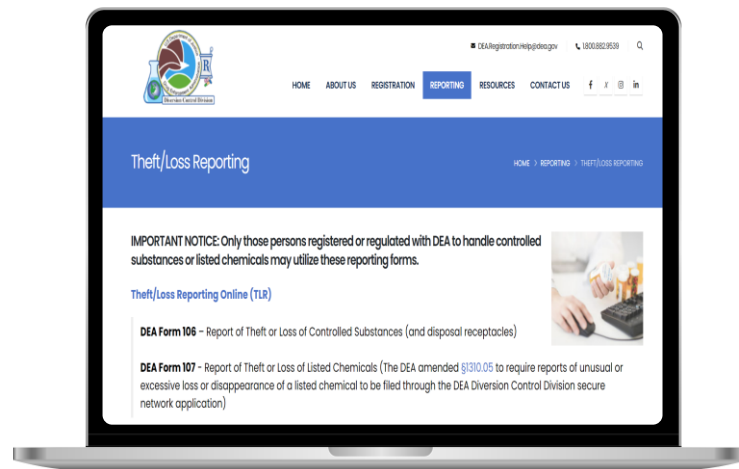 DEA.Registration.Help@dea.gov 1.800.882.9539
HOME ABOUT US REGISTRATION REPORTING RESOURCES CONTACT US
Diversion Control Division
Theft/Loss Reporting
HOME > REPORTING > THEFT/LOSS REPORTING
IMPORTANT NOTICE: Only those persons registered or regulated with DEA to handle controlled
substances or listed chemicals may utilize these reporting forms.
Theft/Loss Reporting Online (TLR)
DEA Form 106 – Report of Theft or Loss of Controlled Substances (and disposal receptacles)
DEA Form 107 - Report of Theft or Loss of Listed Chemicals (The DEA amended §1310.05 to require reports of unusual or
excessive loss or disappearance of a listed chemical to be filed through the DEA Diversion Control Division secure
network application)